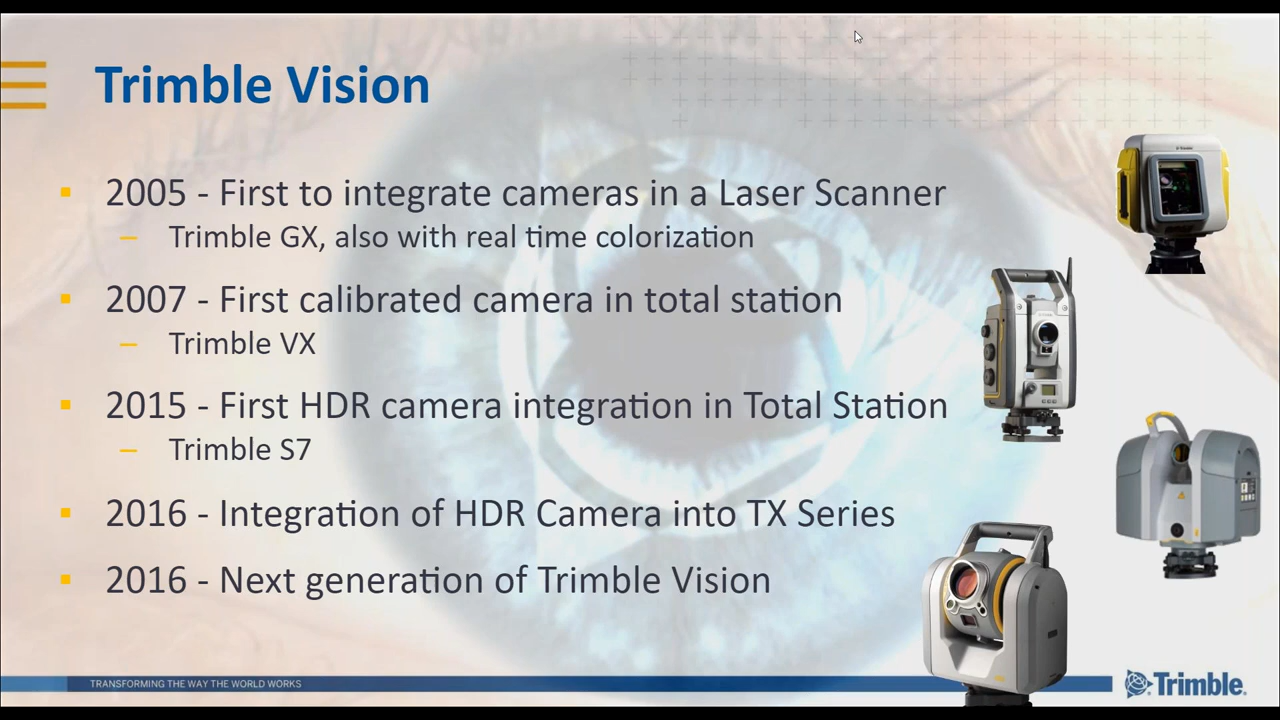 Trimble Vision
2005 - First to integrate cameras in a Laser Scanner
– Trimble GX, also with real time colorization
2007 - First calibrated camera in total station
– Trimble VX
2015 - First HDR camera integration in Total Station
– Trimble S7
2016 - Integration of HDR Camera into TX Series
2016 - Next generation of Trimble Vision
TRANSFORMING THE WAY THE WORLD WORKS
Trimble.